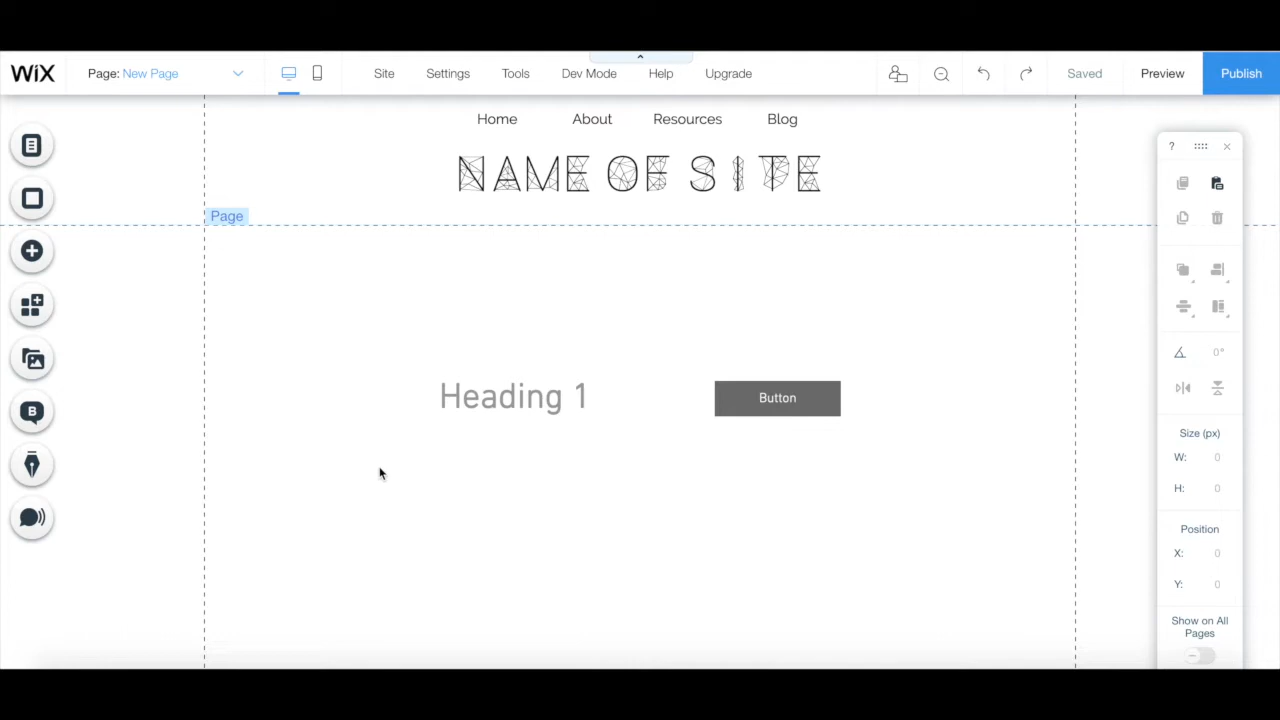 WiX Page: New Page Site Settings Tools Dev Mode Help Upgrade Saved Preview Publish
Home About Resources Blog
NAME OF SITE
Page
Heading 1 Button
B
?
0°
Size (px)
W: 0
H: 0
Position
X: 0
Y: 0
Show on All
Pages